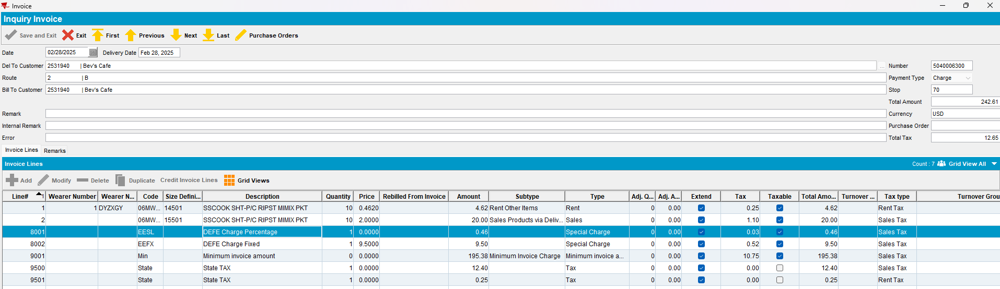 Invoice
Inquiry Invoice
Save and Exit Exit First Previous Next Last Purchase Orders
Date 02/28/2025 16 Delivery Date Feb 28, 2025
Del To Customer 2531940 | Bev's Cafe ... Number 5040006300
Route 2 | B Payment Type Charge
Bill To Customer 2531940 | Bev's Cafe Stop 70
Total Amount 242.61
Remark Currency USD
Internal Remark Purchase Order
Error Total Tax 12.65
Invoice Lines Remarks
Invoice Lines Count : 7 Grid View All
Add Modify Delete Duplicate Credit Invoice Lines Grid Views
Line# 1 Wearer Number Wearer N... Code Size Defini... Description Quantity Price Rebilled From Invoice Amount Subtype Type Adj. Q... Adj. A... Extend Tax Taxable Total Amo... Turnover ... Tax type Turnover Grou
1 1 DYZXGY 06MW... 14501 SSCOOK SHT-P/C RIPST MIMIX PKT 10 0.4620 4.62 Rent Other Items Rent 0 0.00 0.25 4.62 Rent Tax
2 06MW... 15501 SSCOOK SHT-P/C RIPST MIMIX PKT 10 2.0000 20.00 Sales Products via Deliv... Sales 0 0.00 1.10 20.00 Sales Tax
8001 EESL DEFE Charge Percentage 1 0.0000 0.46 Special Charge 0 0.00 0.03 0.46 Sales Tax
8002 EEFX DEFE Charge Fixed 1 9.5000 9.50 Special Charge 0 0.00 0.52 9.50 Sales Tax
9001 Min Minimum invoice amount 0 0.0000 195.38 Minimum Invoice Charge Minimum invoice a... 0 0.00 10.75 195.38 Sales Tax
9500 State State TAX 1 0.0000 12.40 Tax 0 0.00 0.00 12.40 Sales Tax
9501 State State TAX 1 0.0000 0.25 Tax 0 0.00 0.00 0.25 Rent Tax